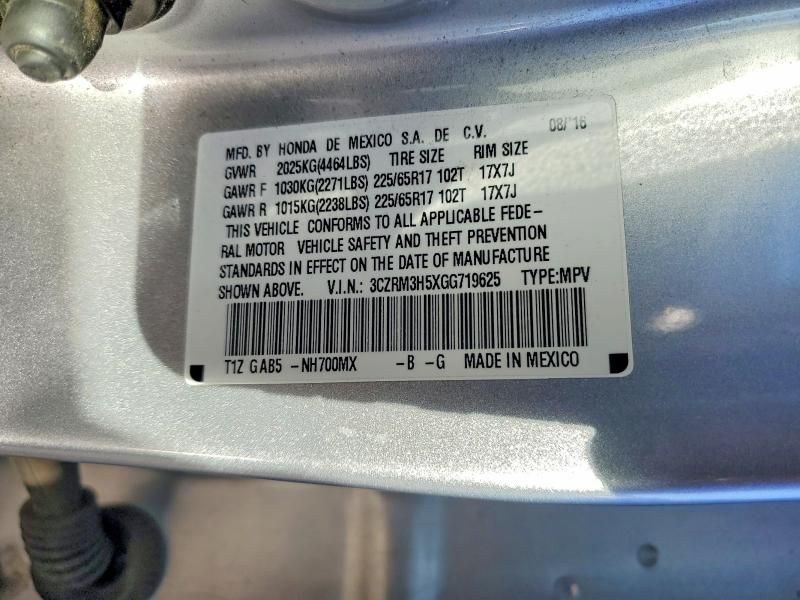 MFD. BY HONDA DE MEXICO S.A. DE C.V. 08/'16
GVWR 2025KG(4464LBS) TIRE SIZE RIM SIZE
GAWR F 1030KG(2271LBS) 225/65R17 102T 17X7J
GAWR R 1015KG(2238LBS) 225/65R17 102T 17X7J
THIS VEHICLE CONFORMS TO ALL APPLICABLE FEDE-
RAL MOTOR VEHICLE SAFETY AND THEFT PREVENTION
STANDARDS IN EFFECT ON THE DATE OF MANUFACTURE
SHOWN ABOVE. V.I.N.: 3CZRM3H5XGG719625 TYPE:MPV
T1Z G AB5 -NH700MX -B -G MADE IN MEXICO